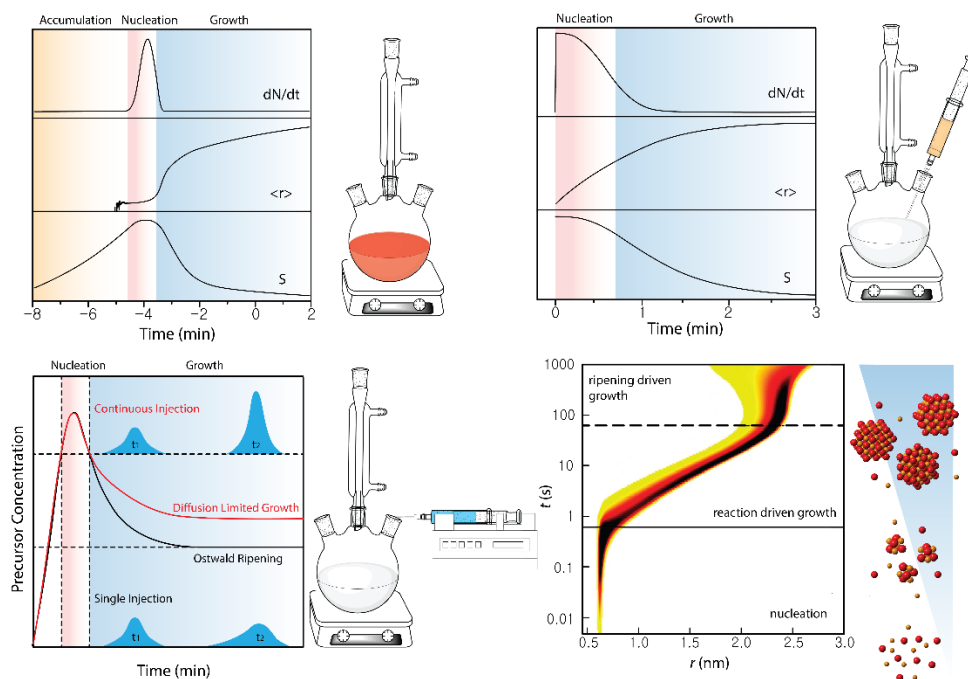 Accumulation Nucleation Growth
dN/dt
<r>
S
-8 -6 -4 -2 0 2
Time (min)
Nucleation Growth
dN/dt
<r>
S
0 1 2 3
Time (min)
Nucleation Growth
Continuous Injection
t1 t2
Diffusion Limited Growth
Ostwald Ripening
Single Injection
t1 t2
Precursor Concentration
Time (min)
1000
ripening driven
growth
100
10
reaction driven growth
1
0.1
nucleation
0.01
t (s)
0.5 1.0 1.5 2.0 2.5 3.0
r (nm)